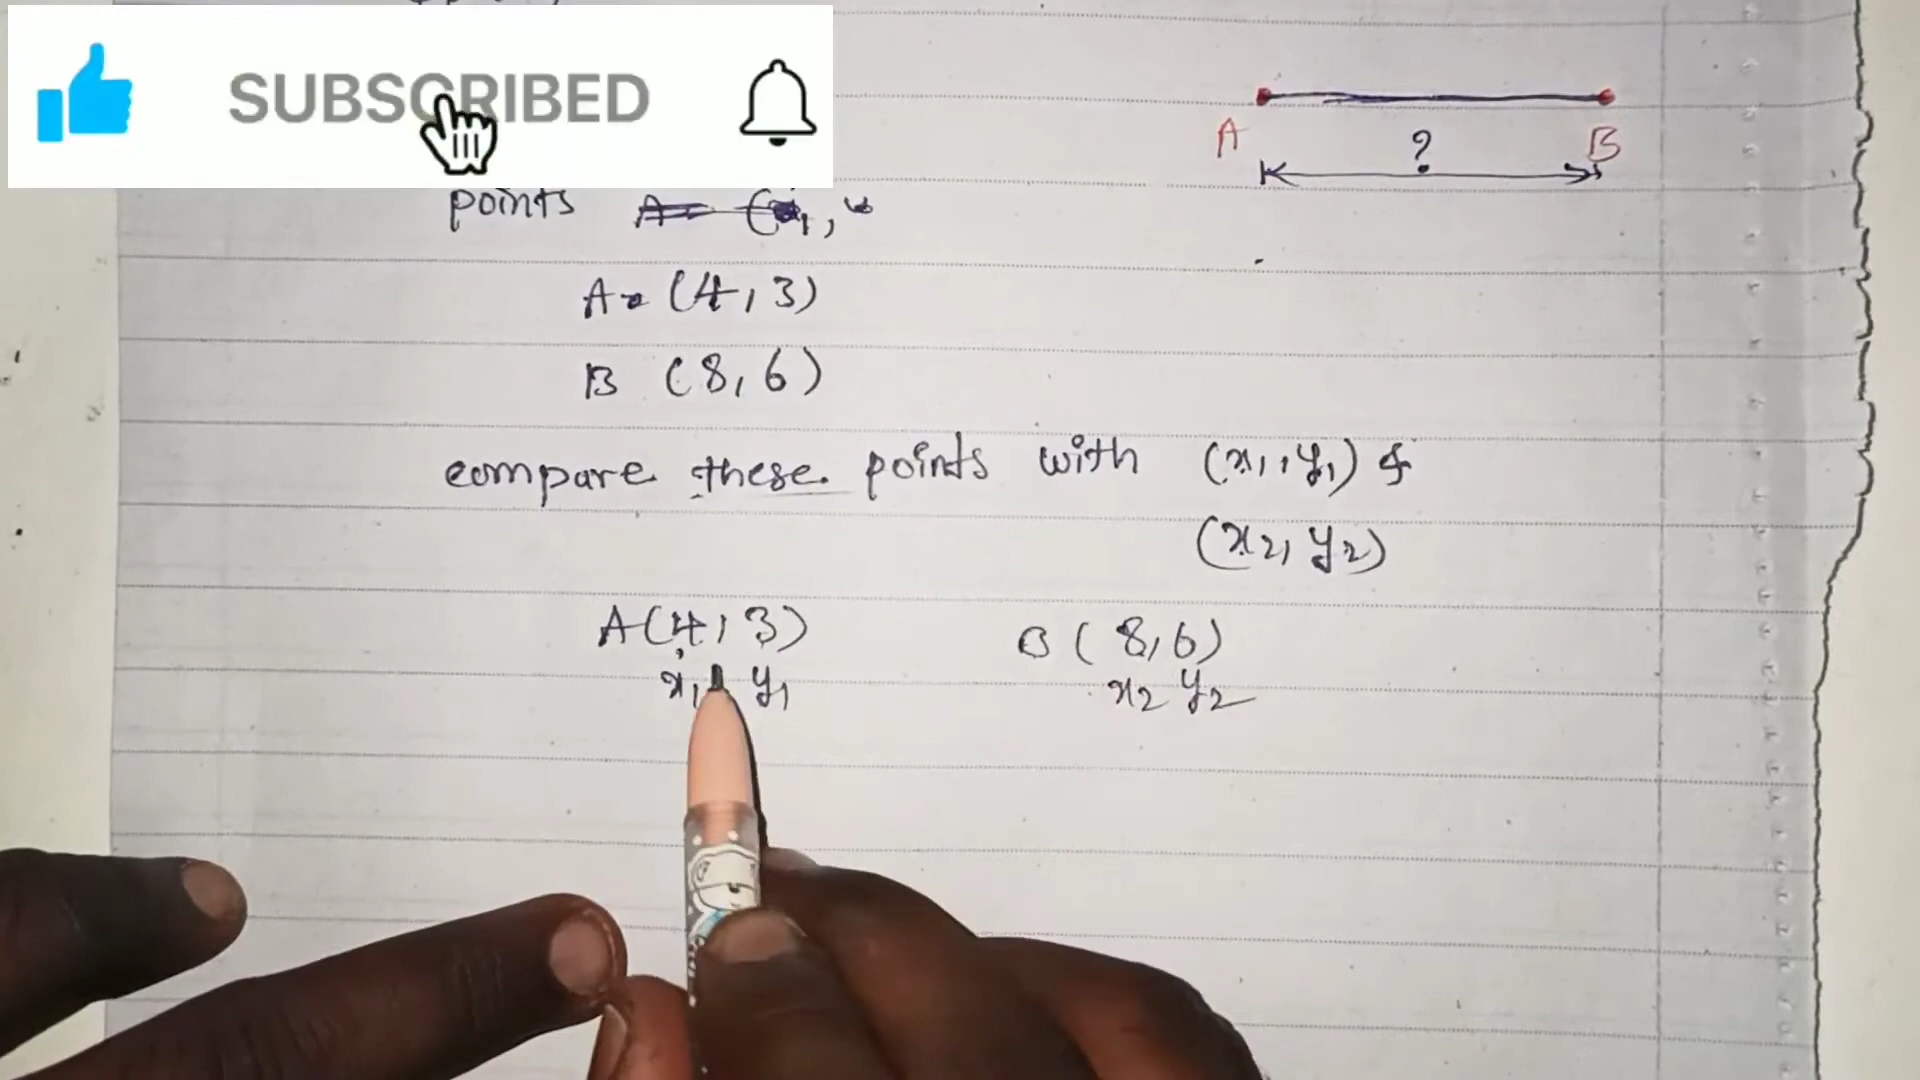 SUBSCRIBED
A ? B
points
A = (4, 3)
B (8, 6)
compare these points with (x₁, y₁) &
(x₂, y₂)
A (4, 3) B (8, 6)
x₁ y₁ x₂ y₂